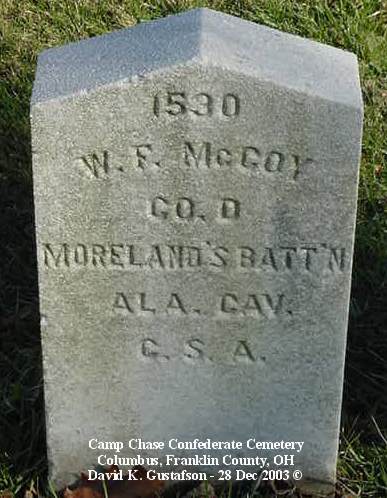 1530
W. F. McCOY
CO. D
MORELAND'S BATT'N
ALA. CAV.
C. S. A.
Camp Chase Confederate Cemetery
Columbus, Franklin County, OH
David K. Gustafson - 28 Dec 2003 ©